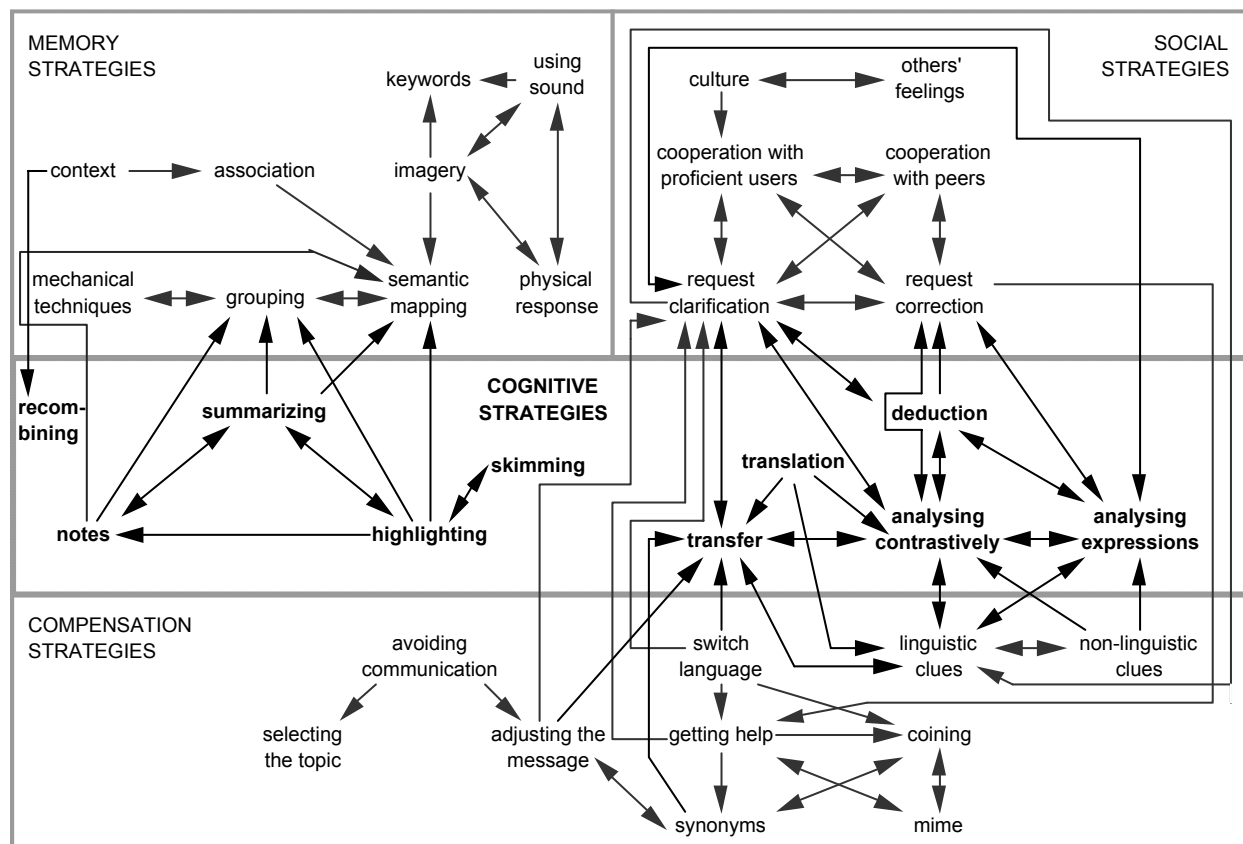 MEMORY
STRATEGIES
using
sound
keywords
context
association
imagery
mechanical
techniques
grouping
semantic
mapping
physical
response
SOCIAL
STRATEGIES
culture
others'
feelings
cooperation with
proficient users
cooperation
with peers
request
clarification
request
correction
COGNITIVE
STRATEGIES
recom-
bining
summarizing
skimming
notes
highlighting
deduction
translation
transfer
analysing
contrastively
analysing
expressions
COMPENSATION
STRATEGIES
avoiding
communication
switch
language
linguistic
clues
non-linguistic
clues
selecting
the topic
adjusting the
message
getting help
coining
synonyms
mime